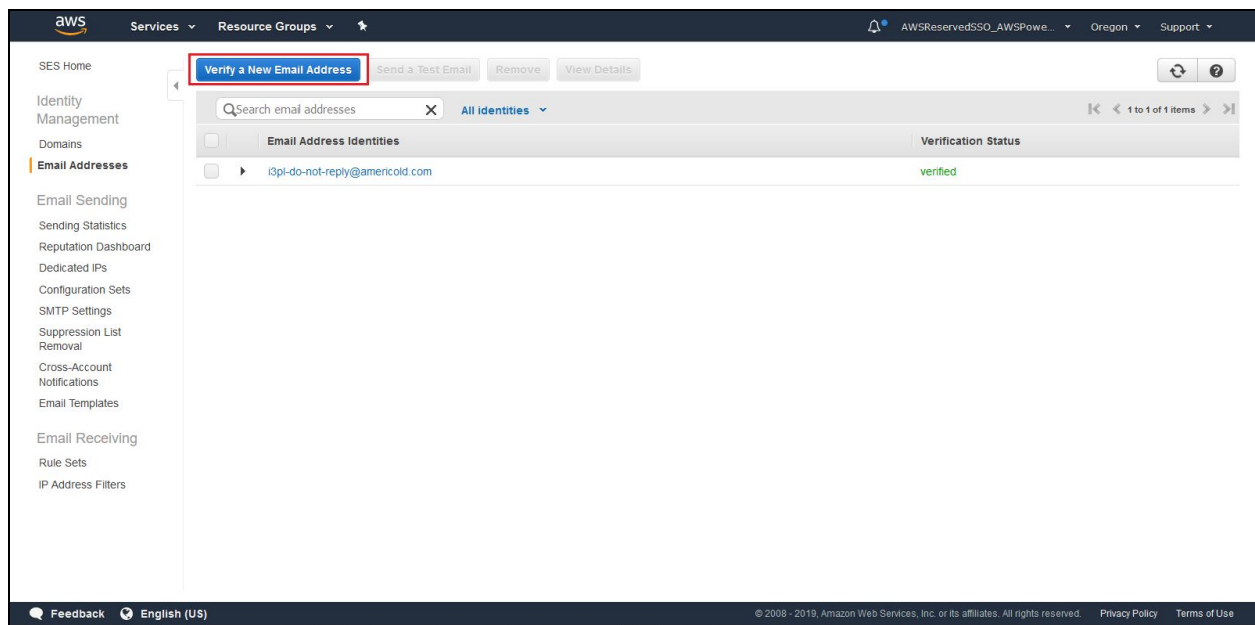 aws Services Resource Groups AWSReservedSSO_AWSPowe... Oregon Support
SES Home
Identity
Management
Domains
Email Addresses
Email Sending
Sending Statistics
Reputation Dashboard
Dedicated IPs
Configuration Sets
SMTP Settings
Suppression List
Removal
Cross-Account
Notifications
Email Templates
Email Receiving
Rule Sets
IP Address Filters
Verify a New Email Address Send a Test Email Remove View Details
Search email addresses All identities 1 to 1 of 1 items
Email Address Identities Verification Status
i3pl-do-not-reply@americold.com verified
Feedback English (US) © 2008 - 2019, Amazon Web Services, Inc. or its affiliates. All rights reserved. Privacy Policy Terms of Use